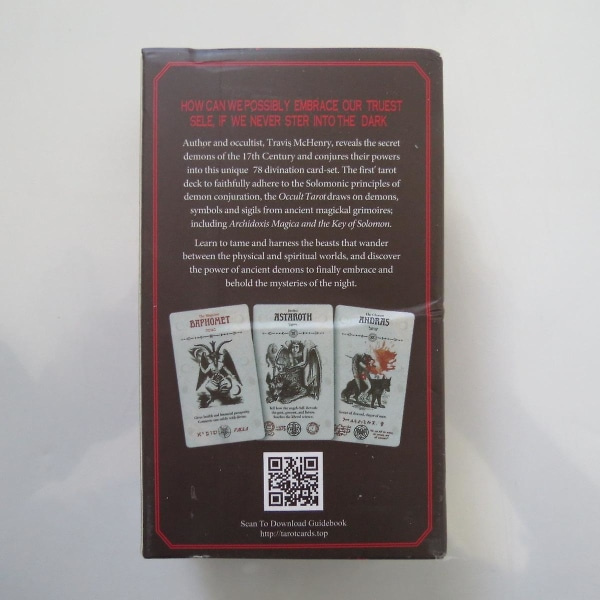 HOW CAN WE POSSIBLY EMBRACE OUR TRUEST
SELE, IF WE NEVER STER INTO THE DARK
Author and occultist, Travis McHenry, reveals the secret
demons of the 17th Century and conjures their powers
into this unique 78 divination card-set. The first tarot
deck to faithfully adhere to the Solomonic principles of
demon conjuration, the Occult Tarot draws on demons,
symbols and sigils from ancient magickal grimoires;
including Archidoxis Magica and the Key of Solomon.
Learn to tame and harness the beasts that wander
between the physical and spiritual worlds, and discover
the power of ancient demons to finally embrace and
behold the mysteries of the night.
BAPHOMET
ASTAROTH
ANDRAS
Scan To Download Guidebook
http://tarotcards.top